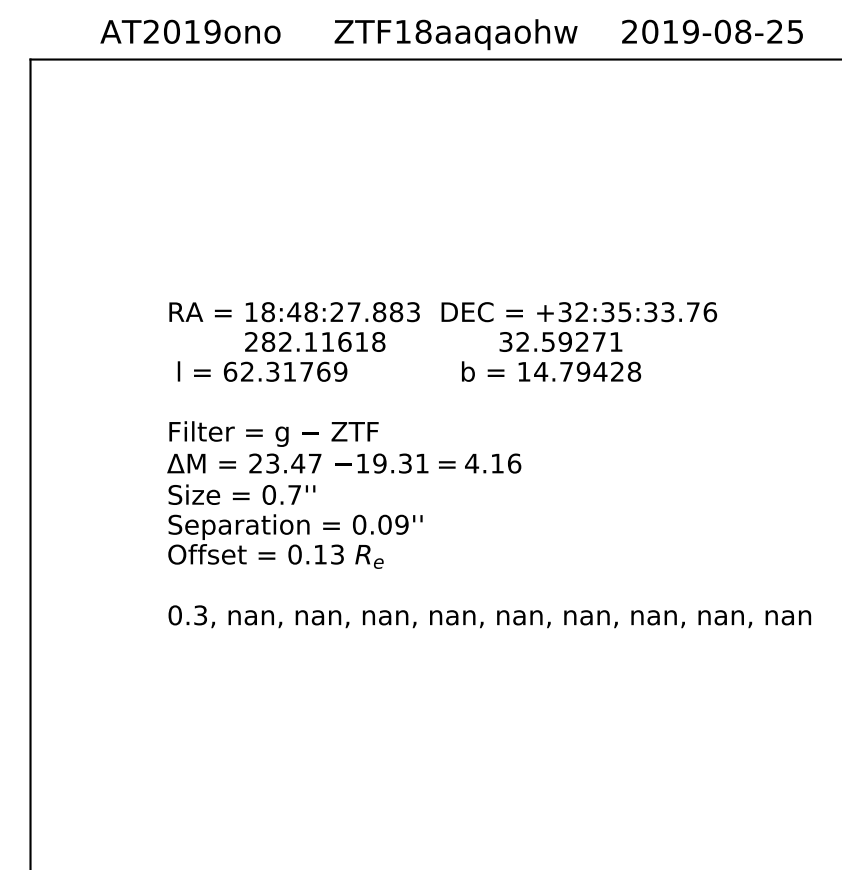 AT2019ono ZTF18aaqaohw 2019-08-25
RA = 18:48:27.883 DEC = +32:35:33.76
282.11618 32.59271
l = 62.31769 b = 14.79428
Filter = g − ZTF
ΔM = 23.47 −19.31 = 4.16
Size = 0.7''
Separation = 0.09''
Offset = 0.13 Re
0.3, nan, nan, nan, nan, nan, nan, nan, nan, nan